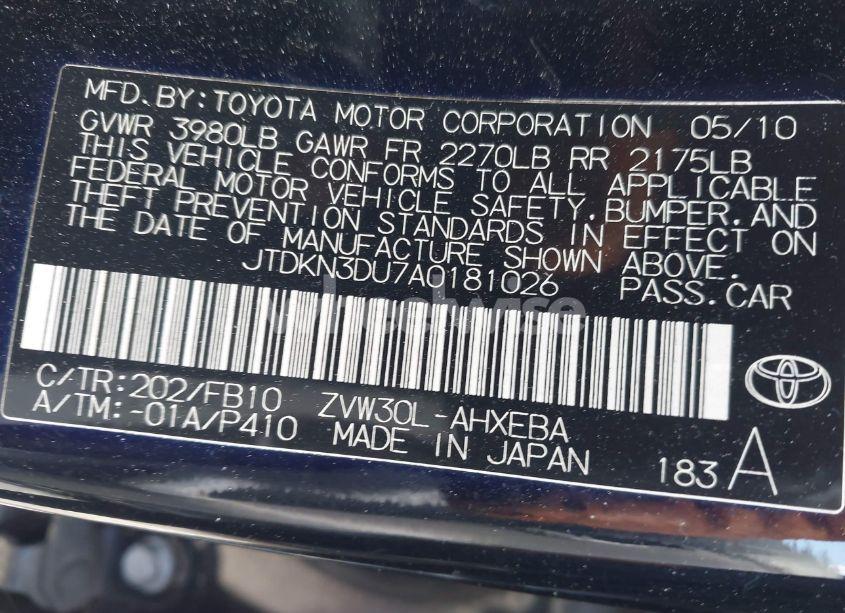 MFD.BY:TOYOTA MOTOR CORPORATION 05/10
GVWR 3980LB GAWR FR 2270LB RR 2175LB
THIS VEHICLE CONFORMS TO ALL APPLICABLE
FEDERAL MOTOR VEHICLE SAFETY,BUMPER,AND
THEFT PREVENTION STANDARDS IN EFFECT ON
THE DATE OF MANUFACTURE SHOWN ABOVE.
JTDKN3DU7A0181026 PASS.CAR
wheelwise
C/TR:202/FB10 ZVW30L-AHXEBA
A/TM:-01A/P410 MADE IN JAPAN
183 A